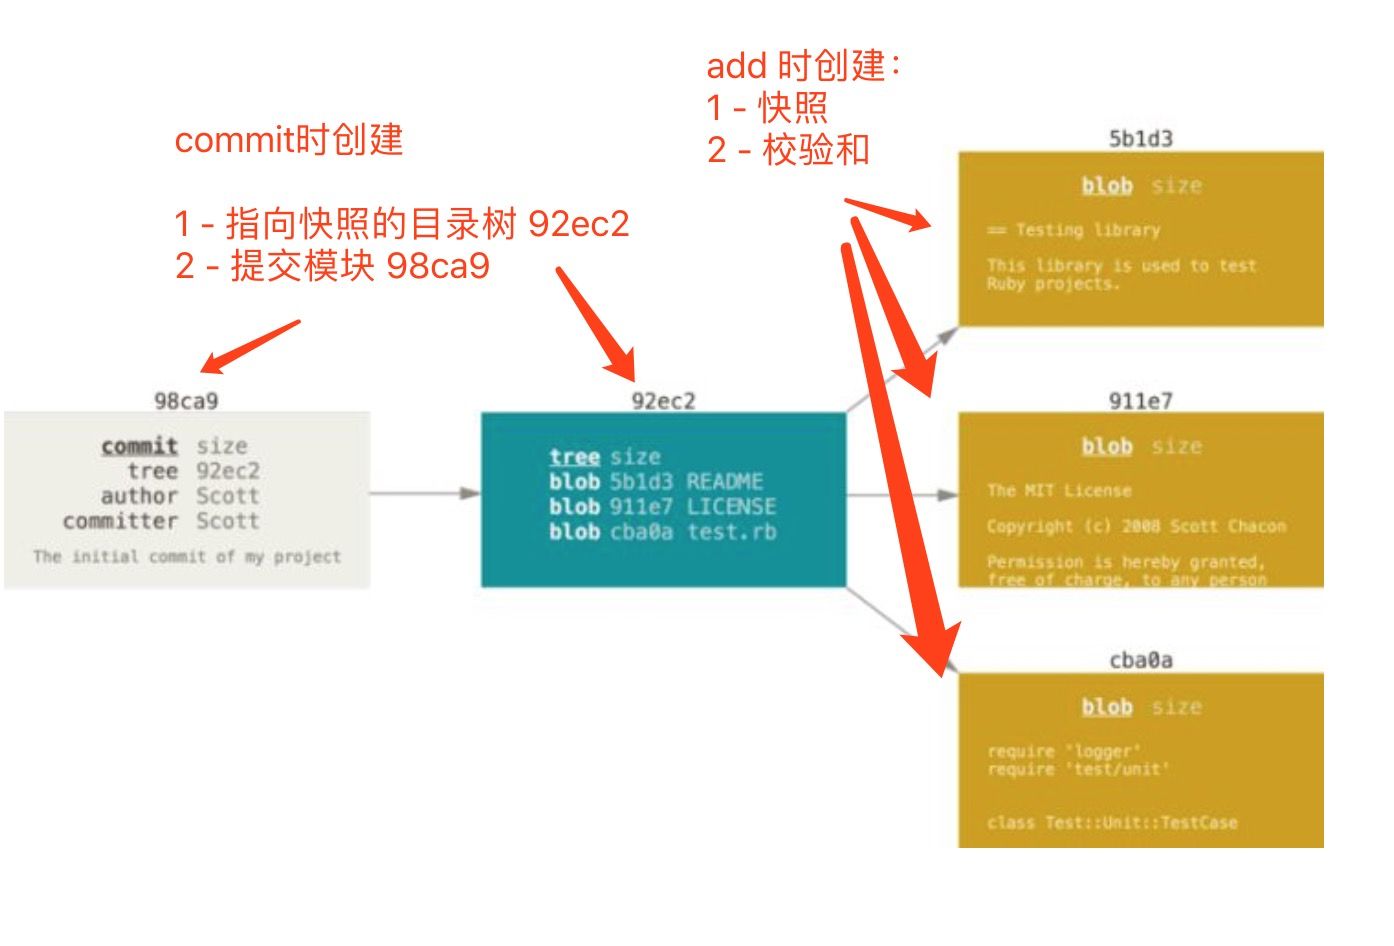 add 时创建：
1 - 快照
2 - 校验和
commit时创建
1 - 指向快照的目录树 92ec2
2 - 提交模块 98ca9
98ca9
commit size
tree 92ec2
author Scott
committer Scott
The initial commit of my project
92ec2
tree size
blob 5b1d3 README
blob 911e7 LICENSE
blob cba0a test.rb
5b1d3
blob size
== Testing library
This library is used to test
Ruby projects.
911e7
blob size
The MIT License
Copyright (c) 2008 Scott Chacon
Permission is hereby granted,
free of charge, to any person
cba0a
blob size
require 'logger'
require 'test/unit'
class Test::Unit::TestCase